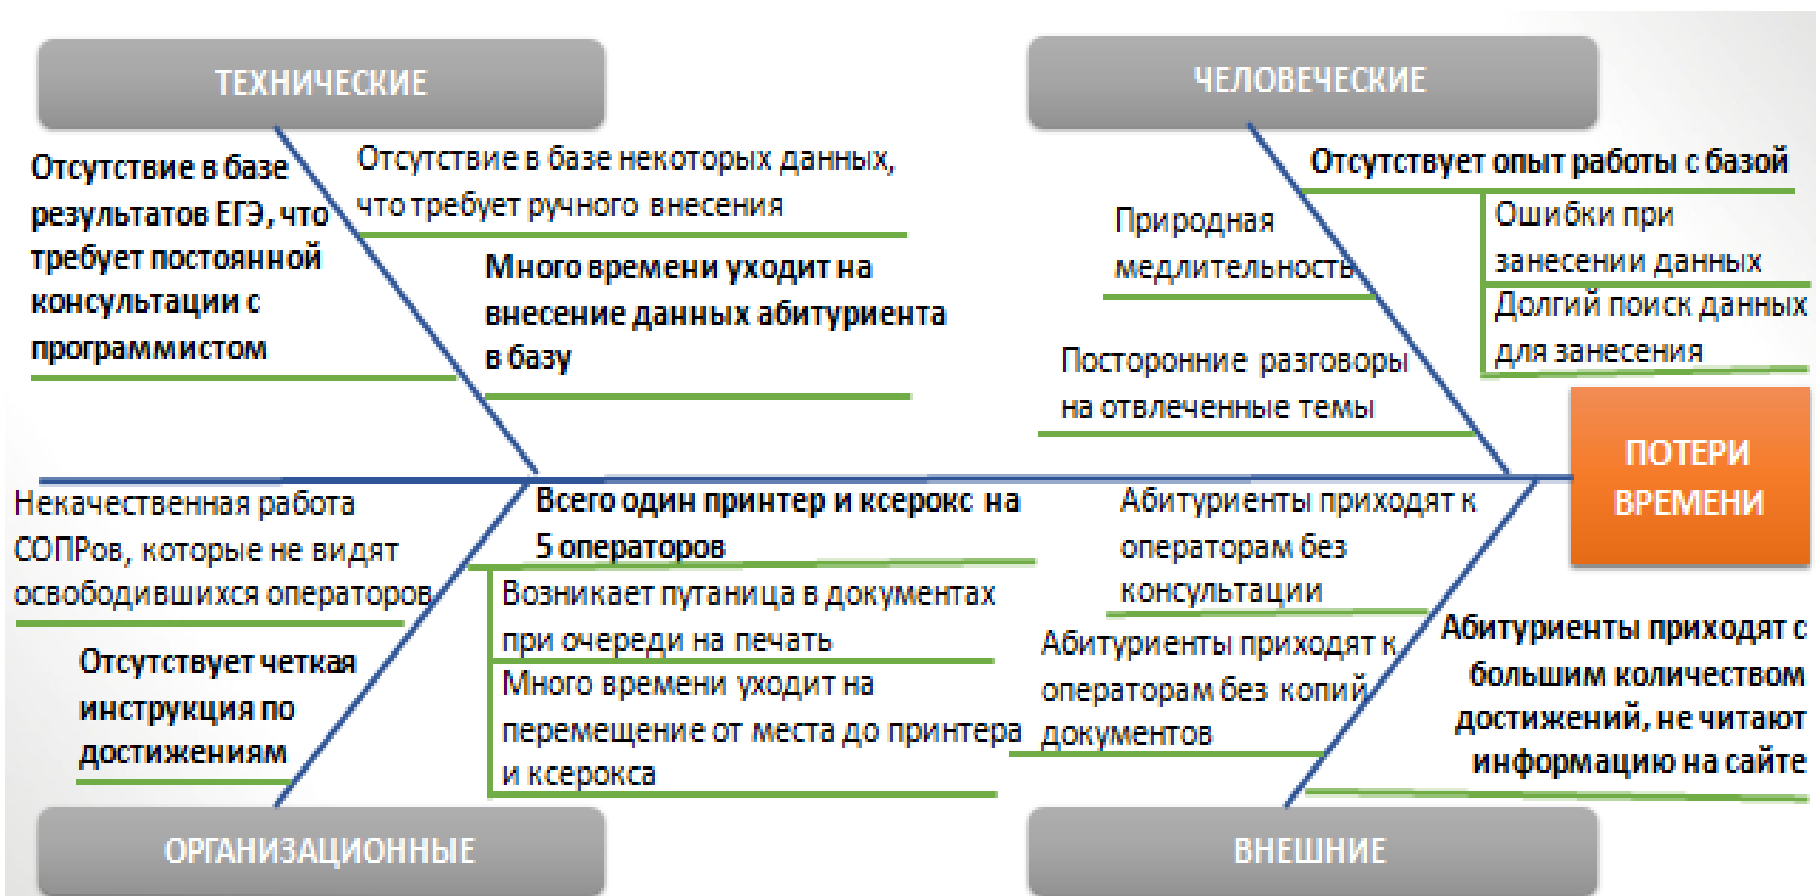 ТЕХНИЧЕСКИЕ
Отсутствие в базе
результатов ЕГЭ, что
требует постоянной
консультации с
программистом
Отсутствие в базе некоторых данных,
что требует ручного внесения
Много времени уходит на
внесение данных абитуриента
в базу
ЧЕЛОВЕЧЕСКИЕ
Отсутствует опыт работы с базой
Ошибки при
занесении данных
Долгий поиск данных
для занесения
Природная
медлительность
Посторонние разговоры
на отвлеченные темы
ПОТЕРИ
ВРЕМЕНИ
Некачественная работа
СОПРов, которые не видят
освободившихся операторов
Отсутствует четкая
инструкция по
достижениям
Всего один принтер и ксерокс на
5 операторов
Возникает путаница в документах
при очереди на печать
Много времени уходит на
перемещение от места до принтера
и ксерокса
ОРГАНИЗАЦИОННЫЕ
Абитуриенты приходят к
операторам без
консультации
Абитуриенты приходят к
операторам без копий
документов
Абитуриенты приходят с
большим количеством
достижений, не читают
информацию на сайте
ВНЕШНИЕ